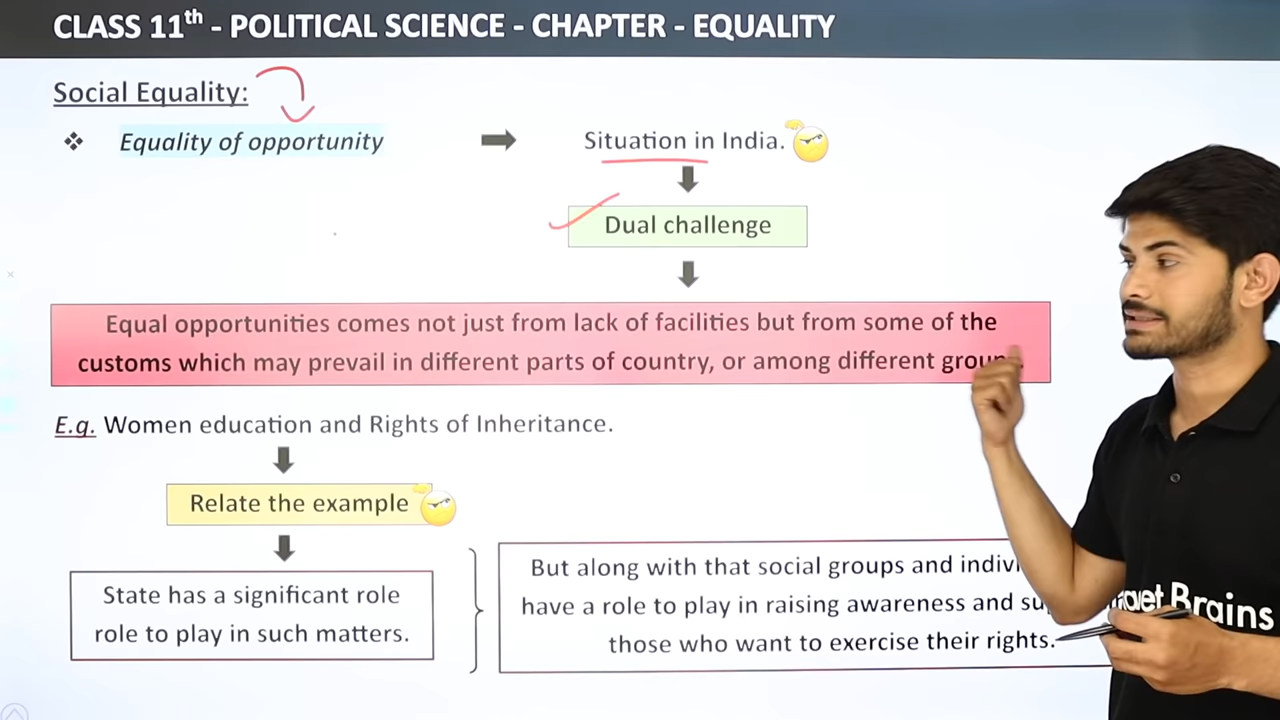 CLASS 11th - POLITICAL SCIENCE - CHAPTER - EQUALITY
Social Equality:
❖ Equality of opportunity
Situation in India.
Dual challenge
Equal opportunities comes not just from lack of facilities but from some of the
customs which may prevail in different parts of country, or among different
E.g. Women education and Rights of Inheritance.
Relate the example
State has a significant role
role to play in such matters.
But along with that social groups and
have a role to play in raising awareness and
those who want to exercise their rights.
Brains